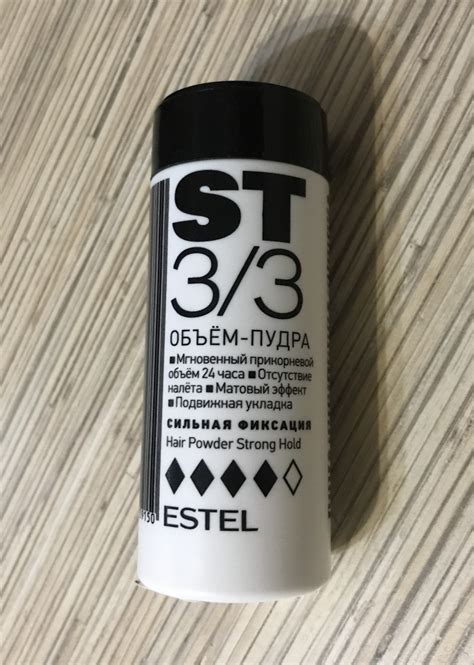 ST
3/3
ОБЪЁМ-ПУДРА
■Мгновенный прикорневой
объём 24 часа ■ Отсутствие
налёта ■ Матовый эффект
■ Подвижная укладка
СИЛЬНАЯ ФИКСАЦИЯ
Hair Powder Strong Hold
ESTEL